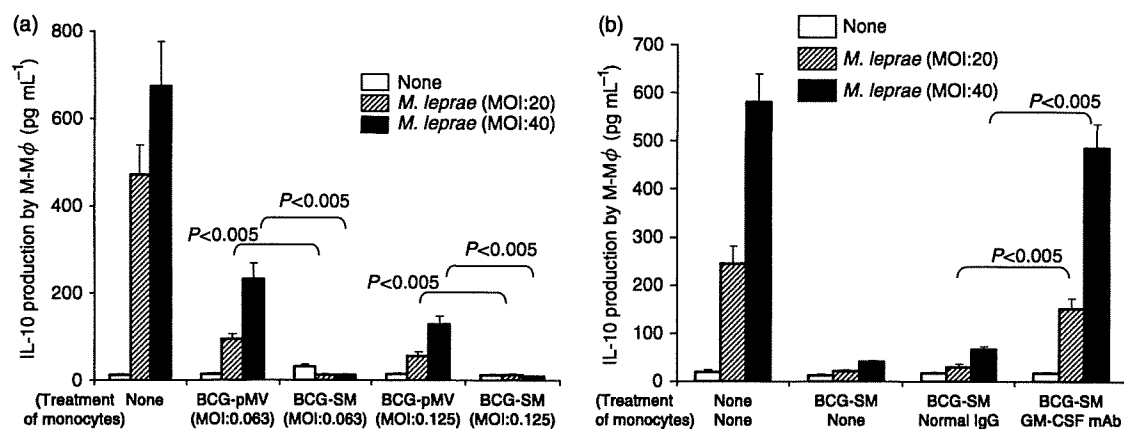 (a)
800
600
400
200
0
IL-10 production by M-Mϕ (pg mL⁻¹)
None
M. leprae (MOI:20)
M. leprae (MOI:40)
P<0.005
P<0.005
P<0.005
P<0.005
(Treatment of monocytes)
None
BCG-pMV (MOI:0.063)
BCG-SM (MOI:0.063)
BCG-pMV (MOI:0.125)
BCG-SM (MOI:0.125)
(b)
700
600
500
400
300
200
100
0
IL-10 production by M-Mϕ (pg mL⁻¹)
None
M. leprae (MOI:20)
M. leprae (MOI:40)
P<0.005
P<0.005
(Treatment of monocytes)
None
None
BCG-SM
None
BCG-SM
Normal IgG
BCG-SM
GM-CSF mAb